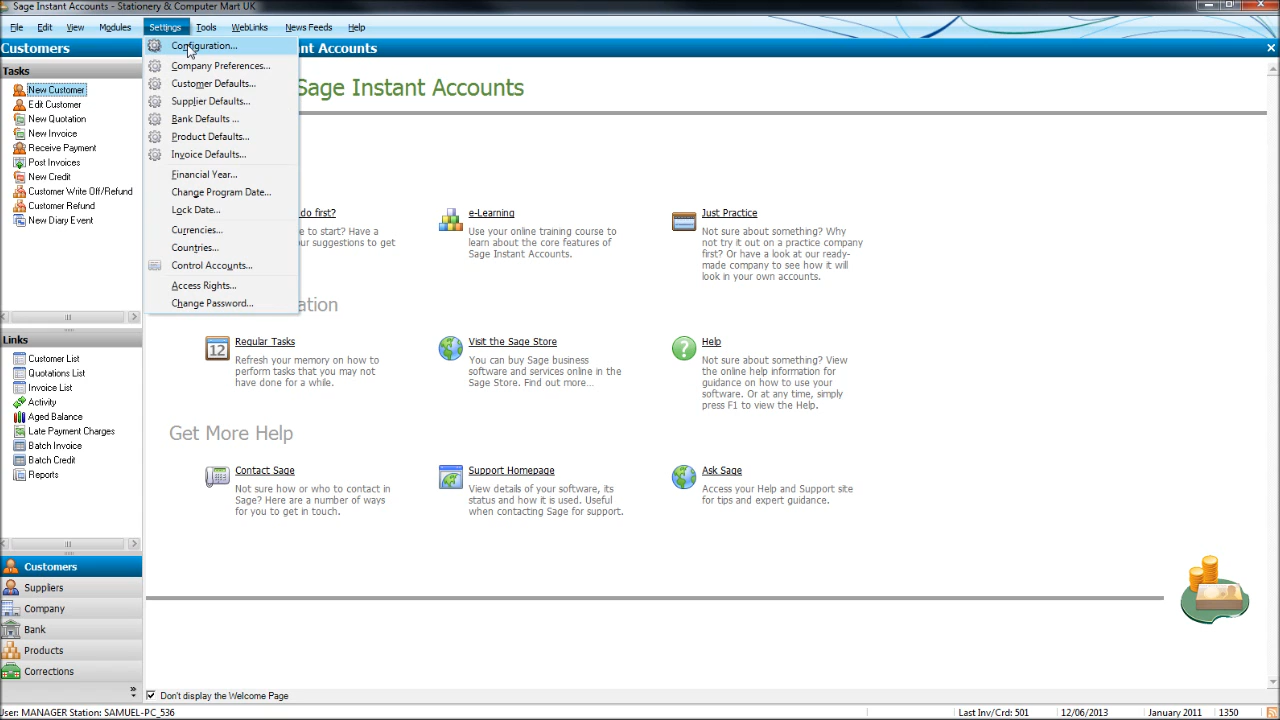 Sage Instant Accounts - Stationery & Computer Mart UK
File Edit View Modules Settings Tools WebLinks News Feeds Help
Customers
Tasks
New Customer
Edit Customer
New Quotation
New Invoice
Receive Payment
Post Invoices
New Credit
Customer Write Off/Refund
Customer Refund
New Diary Event
Links
Customer List
Quotations List
Invoice List
Activity
Aged Balance
Late Payment Charges
Batch Invoice
Batch Credit
Reports
Customers
Suppliers
Company
Bank
Products
Corrections
Configuration...
Company Preferences...
Customer Defaults...
Supplier Defaults...
Bank Defaults ...
Product Defaults...
Invoice Defaults...
Financial Year...
Change Program Date...
Lock Date...
Currencies...
Countries...
Control Accounts...
Access Rights...
Change Password...
nt Accounts
Sage Instant Accounts
do first?
e to start? Have a
our suggestions to get
e-Learning
Use your online training course to
learn about the core features of
Sage Instant Accounts.
Just Practice
Not sure about something? Why
not try it out on a practice company
first? Or have a look at our ready-
made company to see how it will
look in your own accounts.
ation
12
Regular Tasks
Refresh your memory on how to
perform tasks that you may not
have done for a while.
Visit the Sage Store
You can buy Sage business
software and services online in the
Sage Store. Find out more...
?
Help
Not sure about something? View
the online help information for
guidance on how to use your
software. Or at any time, simply
press F1 to view the Help.
Get More Help
Contact Sage
Not sure how or who to contact in
Sage? Here are a number of ways
for you to get in touch.
Support Homepage
View details of your software, its
status and how it is used. Useful
when contacting Sage for support.
Ask Sage
Access your Help and Support site
for tips and expert guidance.
Don't display the Welcome Page
User: MANAGER Station: SAMUEL-PC_536
Last Inv/Crd: 501
12/06/2013
January 2011
1350